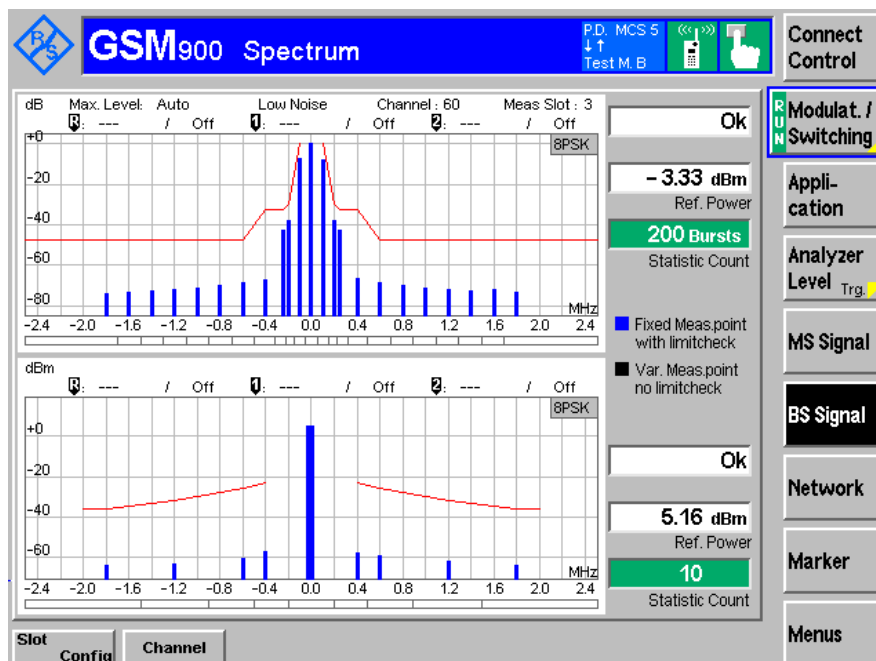 R/S
GSM900 Spectrum
P.D. MCS 5
↓↑
Test M. B
Connect Control
dB Max. Level: Auto Low Noise Channel : 60 Meas Slot : 3
R: --- / Off 1: --- / Off 2: --- / Off
8PSK
+0
-20
-40
-60
-80
MHz
-2.4 -2.0 -1.6 -1.2 -0.8 -0.4 0.0 0.4 0.8 1.2 1.6 2.0 2.4
Ok
-3.33 dBm
Ref. Power
200 Bursts
Statistic Count
Fixed Meas.point
with limitcheck
Var. Meas.point
no limitcheck
dBm
R: --- / Off 1: --- / Off 2: --- / Off
8PSK
+0
-20
-40
-60
MHz
-2.4 -2.0 -1.6 -1.2 -0.8 -0.4 0.0 0.4 0.8 1.2 1.6 2.0 2.4
Ok
5.16 dBm
Ref. Power
10
Statistic Count
RUN
Modulat. /
Switching
Appli-
cation
Analyzer
Level Trg.
MS Signal
BS Signal
Network
Marker
Menus
Slot
Config
Channel